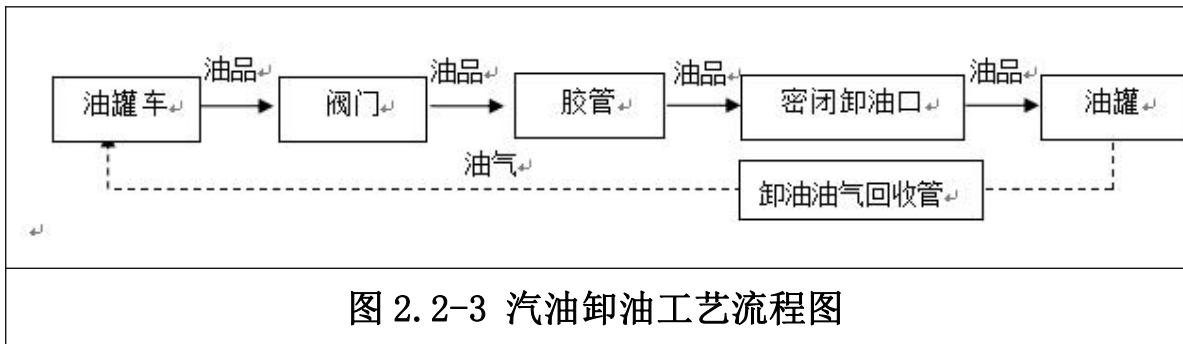 油品 油品 油品 油品
油罐车 阀门 胶管 密闭卸油口 油罐
油气
卸油油气回收管
图 2.2-3 汽油卸油工艺流程图